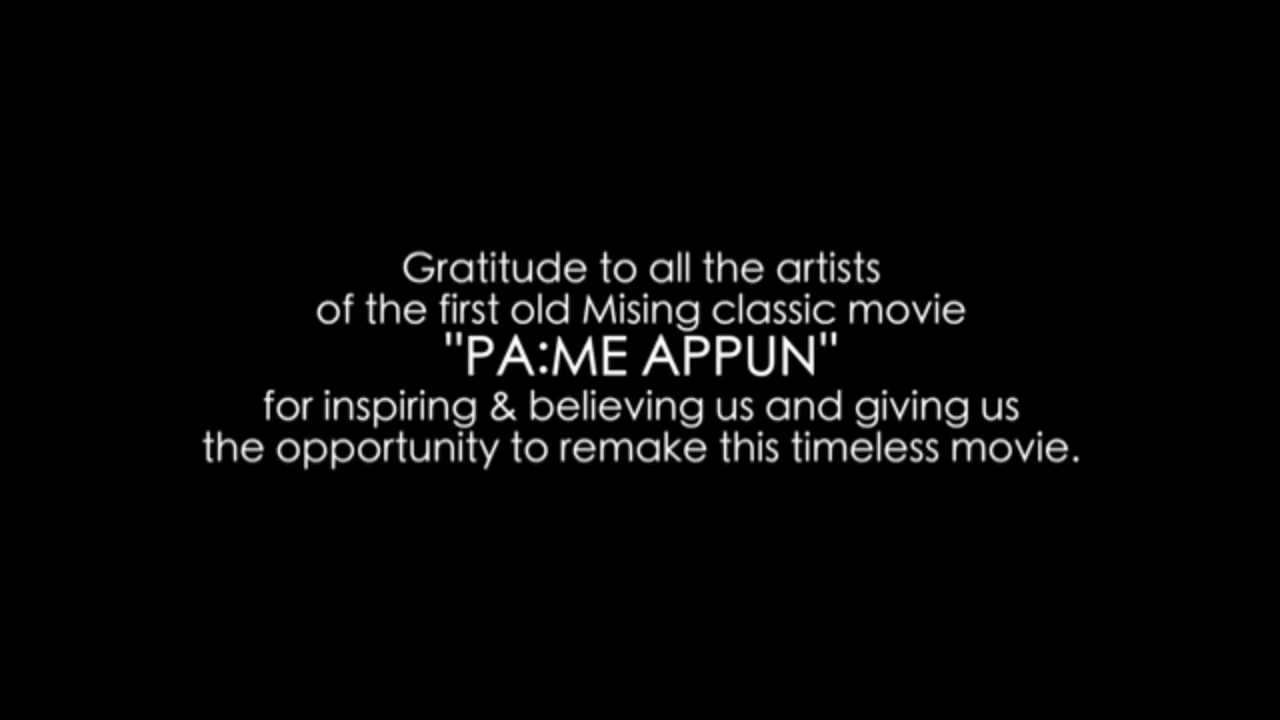 Gratitude to all the artists
of the first old Mising classic movie
"PA:ME APPUN"
for inspiring & believing us and giving us
the opportunity to remake this timeless movie.